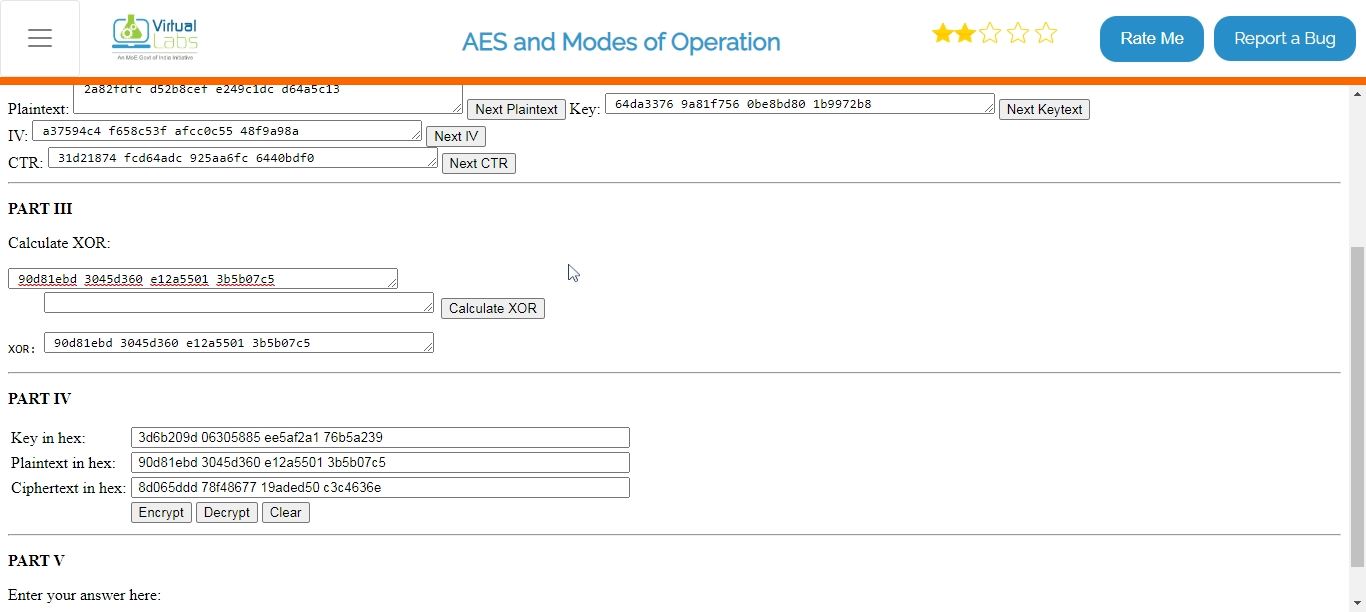 Virtual
Labs
An MoE Govt of India Initiative
AES and Modes of Operation
Rate Me
Report a Bug
2a82fdfc d52b8cef e249c1dc d64a5c13
Plaintext: Next Plaintext Key: 64da3376 9a81f756 0be8bd80 1b9972b8 Next Keytext
IV: a37594c4 f658c53f afcc0c55 48f9a98a Next IV
CTR: 31d21874 fcd64adc 925aa6fc 6440bdf0 Next CTR
PART III
Calculate XOR:
90d81ebd 3045d360 e12a5501 3b5b07c5
Calculate XOR
XOR: 90d81ebd 3045d360 e12a5501 3b5b07c5
PART IV
Key in hex: 3d6b209d 06305885 ee5af2a1 76b5a239
Plaintext in hex: 90d81ebd 3045d360 e12a5501 3b5b07c5
Ciphertext in hex: 8d065ddd 78f48677 19aded50 c3c4636e
Encrypt Decrypt Clear
PART V
Enter your answer here: